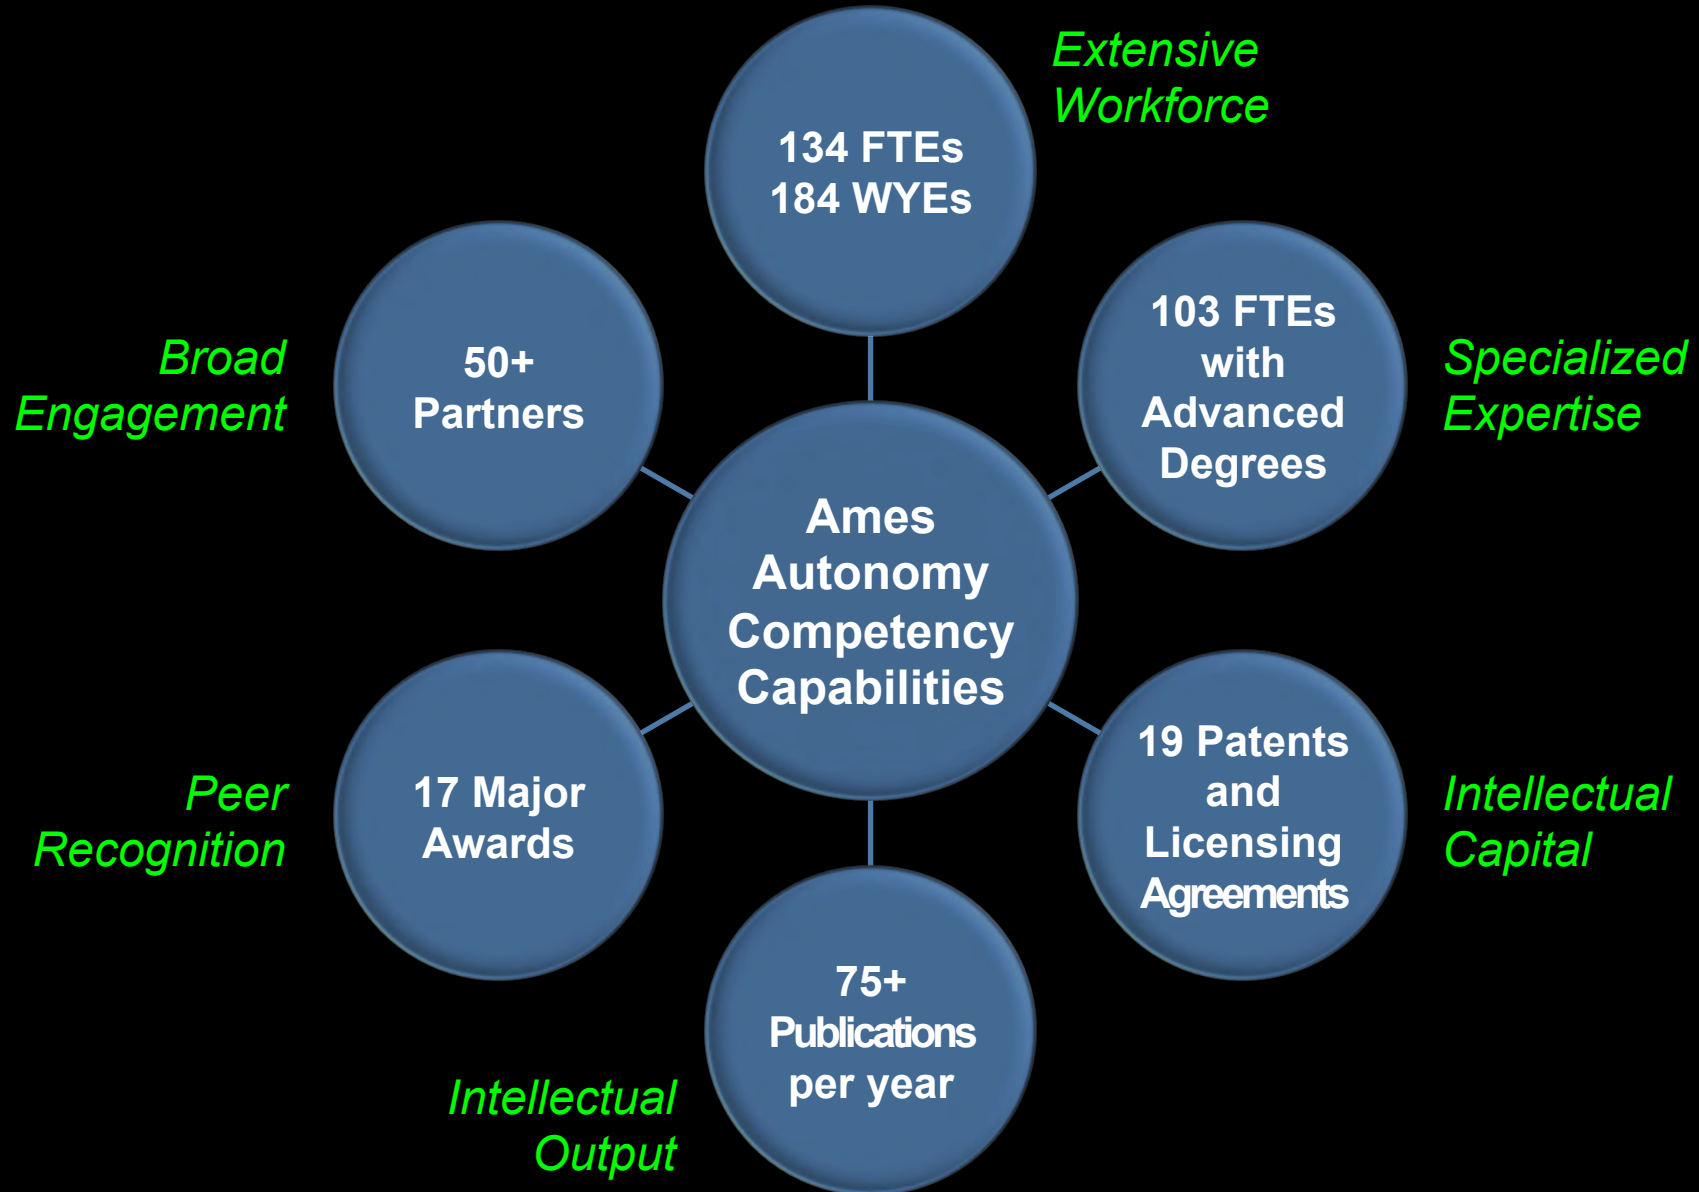 Extensive
Workforce
134 FTEs
184 WYEs
103 FTEs
with
Advanced
Degrees
Specialized
Expertise
Broad
Engagement
50+
Partners
Ames
Autonomy
Competency
Capabilities
19 Patents
and
Licensing
Agreements
Intellectual
Capital
Peer
Recognition
17 Major
Awards
75+
Publications
per year
Intellectual
Output